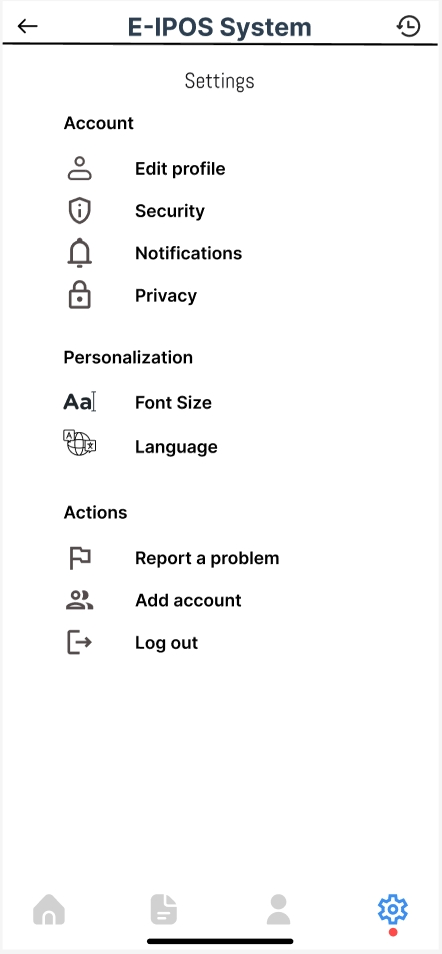 E-IPOS System
Settings
Account
Edit profile
Security
Notifications
Privacy
Personalization
Aa Font Size
Language
Actions
Report a problem
Add account
Log out